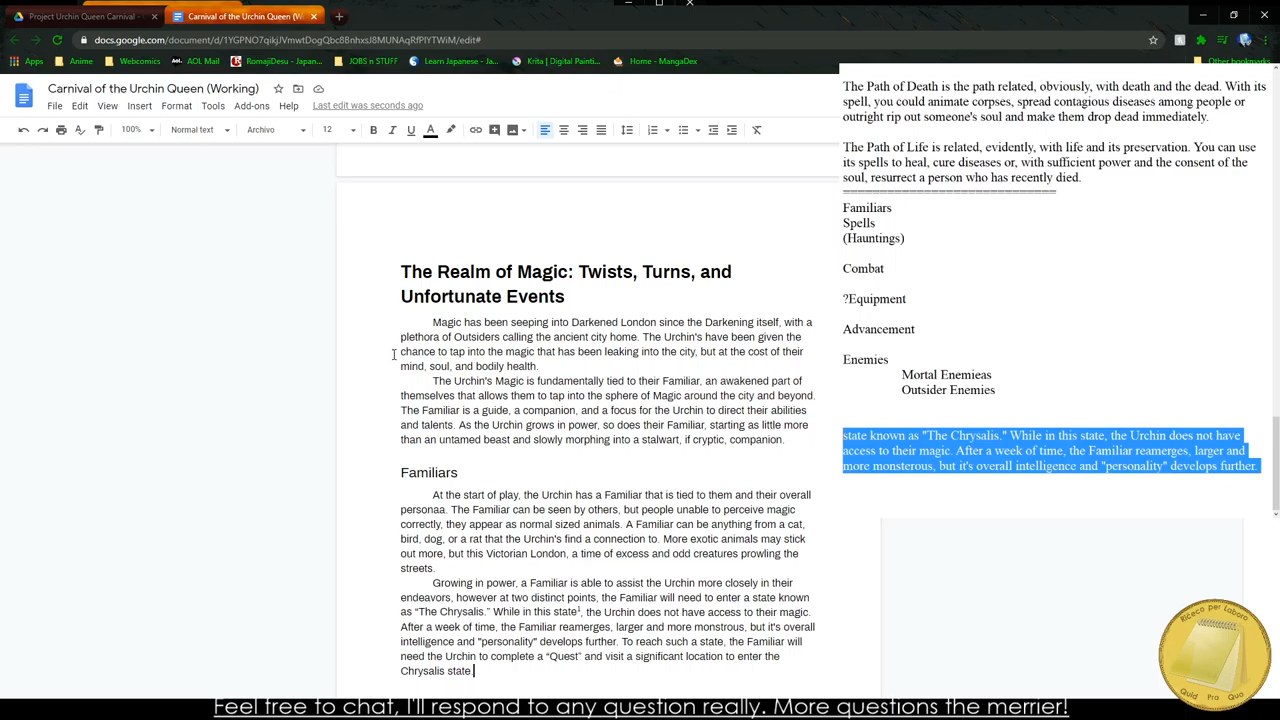 Project Urchin Queen Carnival -
Carnival of the Urchin Queen (W
docs.google.com/document/d/1YGPNO7qikjJVmwtDogQbc8BnhxsJ8MUNAqRfPIYTWiM/edit#
Apps
Anime
Webcomics
AOL Mail
RomajiDesu - Japan...
JOBS n STUFF
Learn Japanese - Ja...
Krita | Digital Painti...
Home - MangaDex
Other bookmarks
Carnival of the Urchin Queen (Working)
File Edit View Insert Format Tools Add-ons Help Last edit was seconds ago
100% Normal text Archivo 12
The Realm of Magic: Twists, Turns, and
Unfortunate Events
Magic has been seeping into Darkened London since the Darkening itself, with a
plethora of Outsiders calling the ancient city home. The Urchin's have been given the
chance to tap into the magic that has been leaking into the city, but at the cost of their
mind, soul, and bodily health.
The Urchin's Magic is fundamentally tied to their Familiar, an awakened part of
themselves that allows them to tap into the sphere of Magic around the city and beyond.
The Familiar is a guide, a companion, and a focus for the Urchin to direct their abilities
and talents. As the Urchin grows in power, so does their Familiar, starting as little more
than an untamed beast and slowly morphing into a stalwart, if cryptic, companion.
Familiars
At the start of play, the Urchin has a Familiar that is tied to them and their overall
personaa. The Familiar can be seen by others, but people unable to perceive magic
correctly, they appear as normal sized animals. A Familiar can be anything from a cat,
bird, dog, or a rat that the Urchin's find a connection to. More exotic animals may stick
out more, but this Victorian London, a time of excess and odd creatures prowling the
streets.
Growing in power, a Familiar is able to assist the Urchin more closely in their
endeavors, however at two distinct points, the Familiar will need to enter a state known
as “The Chrysalis.” While in this state¹, the Urchin does not have access to their magic.
After a week of time, the Familiar reamerges, larger and more monstrous, but it's overall
intelligence and "personality" develops further. To reach such a state, the Familiar will
need the Urchin to complete a “Quest” and visit a significant location to enter the
Chrysalis state.
The Path of Death is the path related, obviously, with death and the dead. With its
spell, you could animate corpses, spread contagious diseases among people or
outright rip out someone's soul and make them drop dead immediately.
The Path of Life is related, evidently, with life and its preservation. You can use
its spells to heal, cure diseases or, with sufficient power and the consent of the
soul, resurrect a person who has recently died.
============================
Familiars
Spells
(Hauntings)
Combat
?Equipment
Advancement
Enemies
Mortal Enemieas
Outsider Enemies
state known as "The Chrysalis." While in this state, the Urchin does not have
access to their magic. After a week of time, the Familiar reamerges, larger and
more monsterous, but it's overall intelligence and "personality" develops further.
Quid Pro Quo
Feel free to chat, I'll respond to any question really. More questions the merrier!